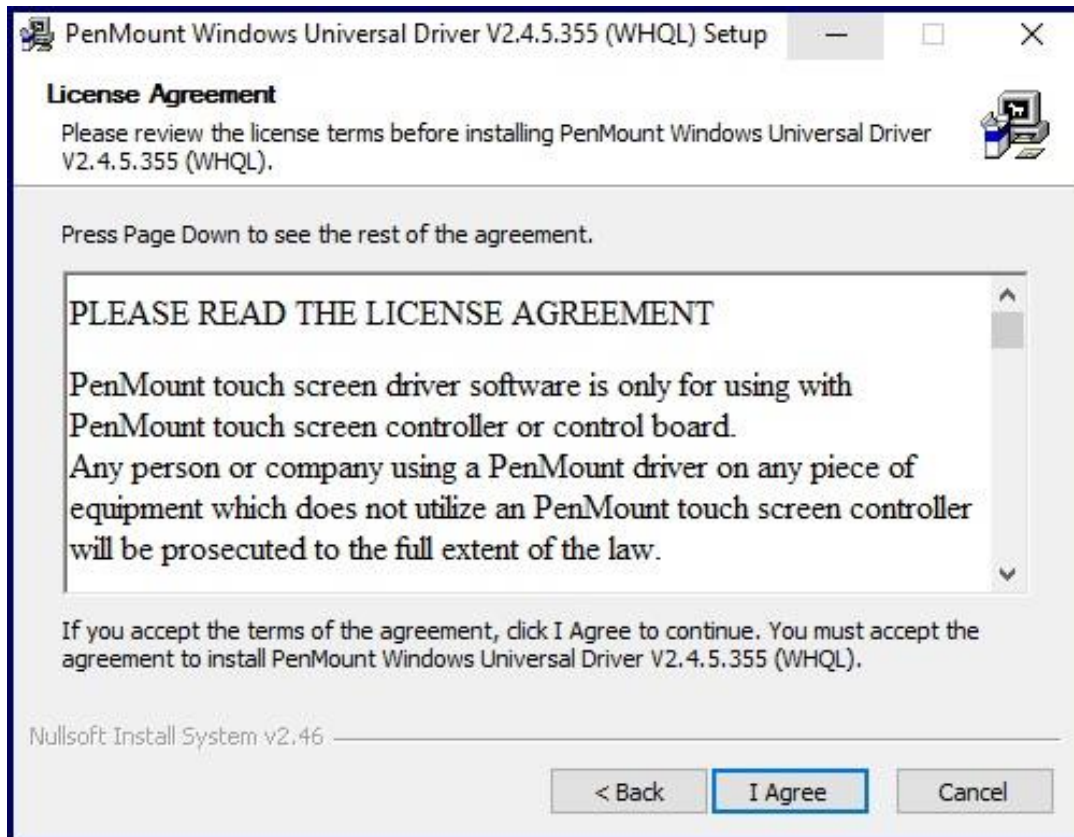 PenMount Windows Universal Driver V2.4.5.355 (WHQL) Setup
License Agreement
Please review the license terms before installing PenMount Windows Universal Driver
V2.4.5.355 (WHQL).
Press Page Down to see the rest of the agreement.
PLEASE READ THE LICENSE AGREEMENT
PenMount touch screen driver software is only for using with
PenMount touch screen controller or control board.
Any person or company using a PenMount driver on any piece of
equipment which does not utilize an PenMount touch screen controller
will be prosecuted to the full extent of the law.
If you accept the terms of the agreement, click I Agree to continue. You must accept the
agreement to install PenMount Windows Universal Driver V2.4.5.355 (WHQL).
Nullsoft Install System v2.46
< Back
I Agree
Cancel